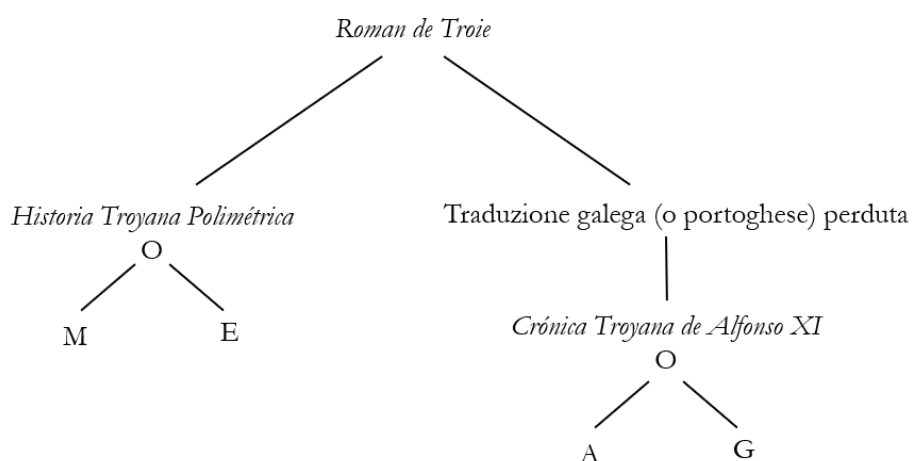 Roman de Troie
Historia Troyana Polimétrica
O
M
E
Traduzione galega (o portoghese) perduta
Crónica Troyana de Alfonso XI
O
A
G